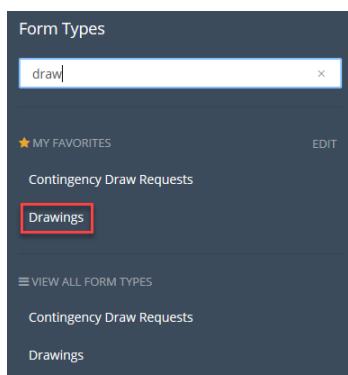 Form Types
draw ×
MY FAVORITES EDIT
Contingency Draw Requests
Drawings
VIEW ALL FORM TYPES
Contingency Draw Requests
Drawings